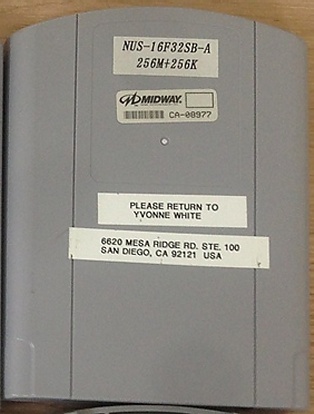 NUS-16F32SB-A
256M+256K
MIDWAY.
CA-08977
PLEASE RETURN TO
YVONNE WHITE
6620 MESA RIDGE RD. STE. 100
SAN DIEGO, CA 92121 USA